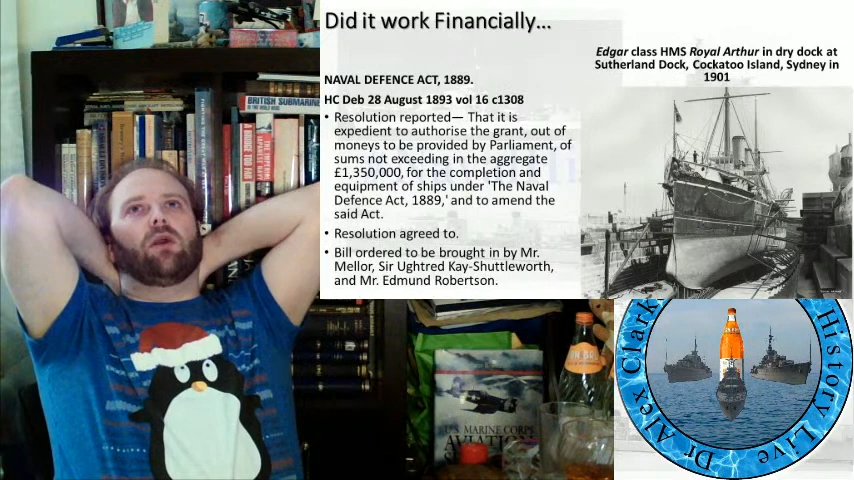 Did it work Financially...
Edgar class HMS Royal Arthur in dry dock at
Sutherland Dock, Cockatoo Island, Sydney in
1901
NAVAL DEFENCE ACT, 1889.
HC Deb 28 August 1893 vol 16 c1308
• Resolution reported— That it is
expedient to authorise the grant, out of
moneys to be provided by Parliament, of
sums not exceeding in the aggregate
£1,350,000, for the completion and
equipment of ships under 'The Naval
Defence Act, 1889,' and to amend the
said Act.
• Resolution agreed to.
• Bill ordered to be brought in by Mr.
Mellor, Sir Ughtred Kay-Shuttleworth,
and Mr. Edmund Robertson.
BRITISH SUBMARINE
A BRIDGE TOO FAR
U.S. MARINE CORPS
AVIATION
Dr Alex Clark
History Live